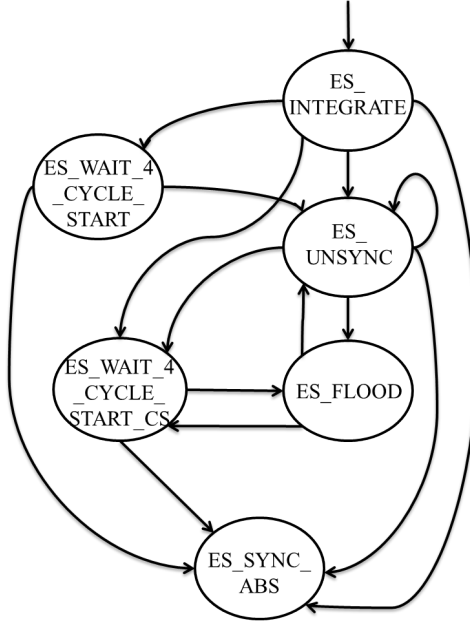 ES_
INTEGRATE
ES_WAIT_4
_CYCLE_
START
ES_
UNSYNC
ES_WAIT_4
_CYCLE_
START_CS
ES_FLOOD
ES_SYNC_
ABS